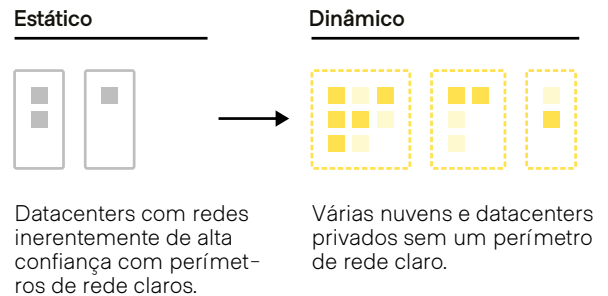 Estático
Dinâmico
Datacenters com redes
inerentemente de alta
confiança com perímet-
ros de rede claros.
Várias nuvens e datacenters
privados sem um perímetro
de rede claro.